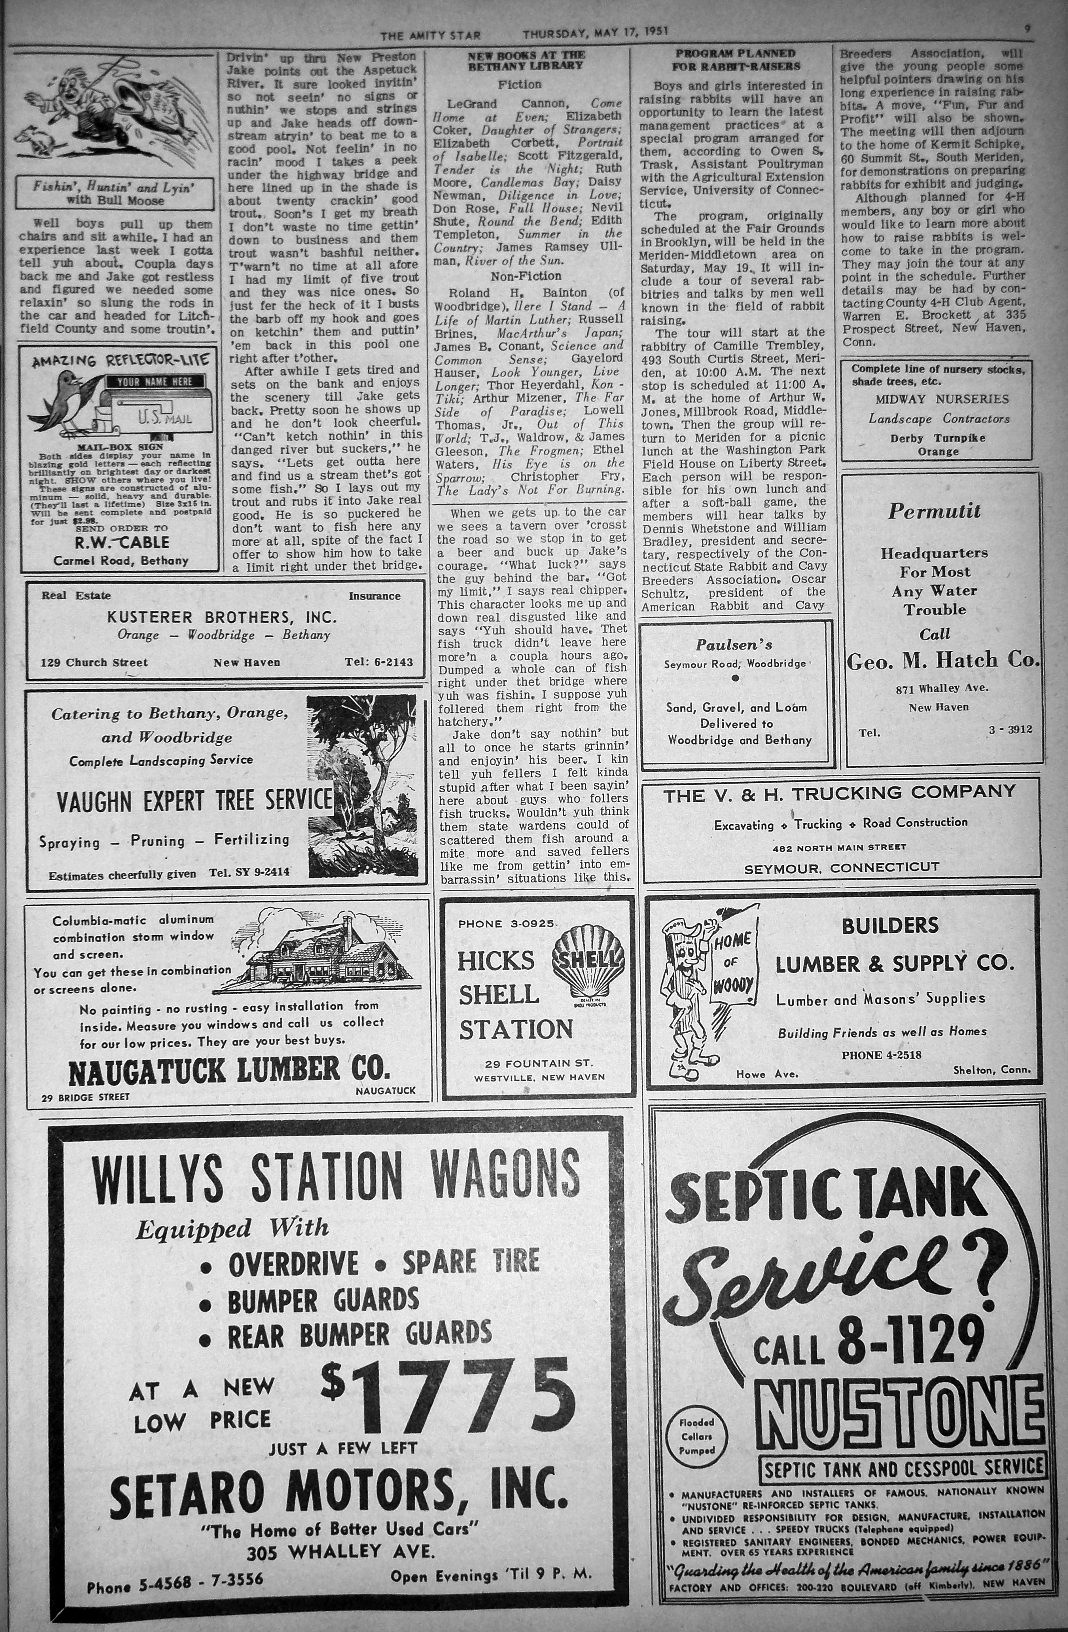 THE AMITY STAR THURSDAY, MAY 17, 1951 9
Fishin', Huntin' and Lyin'
with Bull Moose
Well boys pull up them
chairs and sit awhile. I had an
experience last week I gotta
tell yuh about. Coupla days
back me and Jake got restless
and figured we needed some
relaxin' so slung the rods in
the car and headed for Litch-
field County and some troutin'.
AMAZING REFLECTOR-LITE
YOUR NAME HERE
U.S. MAIL
MAIL-BOX SIGN
Both sides display your name in
blazing gold letters — each reflecting
brilliantly on brightest day or darkest
night. SHOW others where you live!
These signs are constructed of alu-
minum — solid, heavy and durable.
(They'll last a lifetime) Size 3x15 in.
Will be sent complete and postpaid
for just $2.98.
SEND ORDER TO
R.W. CABLE
Carmel Road, Bethany
Drivin' up thru New Preston
Jake points out the Aspetuck
River. It sure looked invitin'
so not seein' no signs or
nuthin' we stops and strings
up and Jake heads off down-
stream atryin' to beat me to a
good pool. Not feelin' in no
racin' mood I takes a peek
under the highway bridge and
here lined up in the shade is
about twenty crackin' good
trout. Soon's I get my breath
I don't waste no time gettin'
down to business and them
trout wasn't bashful neither.
T'warn't no time at all afore
I had my limit of five trout
and they was nice ones. So
just fer the heck of it I busts
the barb off my hook and goes
on ketchin' them and puttin'
'em back in this pool one
right after t'other.
After awhile I gets tired and
sets on the bank and enjoys
the scenery till Jake gets
back. Pretty soon he shows up
and he don't look cheerful.
"Can't ketch nothin' in this
danged river but suckers," he
says. "Lets get outta here
and find us a stream thet's got
some fish." So I lays out my
trout and rubs it into Jake real
good. He is so puckered he
don't want to fish here any
more at all, spite of the fact I
offer to show him how to take
a limit right under thet bridge.
NEW BOOKS AT THE
BETHANY LIBRARY
Fiction
LeGrand Cannon, Come
Home at Even; Elizabeth
Coker, Daughter of Strangers;
Elizabeth Corbett, Portrait
of Isabelle; Scott Fitzgerald,
Tender is the Night; Ruth
Moore, Candlemas Bay; Daisy
Newman, Diligence in Love;
Don Rose, Full House; Nevil
Shute, Round the Bend; Edith
Templeton, Summer in the
Country; James Ramsey Ull-
man, River of the Sun.
Non-Fiction
Roland H. Bainton (of
Woodbridge), Here I Stand — A
Life of Martin Luther; Russell
Brines, MacArthur's Japan;
James B. Conant, Science and
Common Sense; Gayelord
Hauser, Look Younger, Live
Longer; Thor Heyerdahl, Kon -
Tiki; Arthur Mizener, The Far
Side of Paradise; Lowell
Thomas, Jr., Out of This
World; T.J., Waldrow, & James
Gleeson, The Frogmen; Ethel
Waters, His Eye is on the
Sparrow; Christopher Fry,
The Lady's Not For Burning.
When we gets up to the car
we sees a tavern over 'crosst
the road so we stop in to get
a beer and buck up Jake's
courage. "What luck?" says
the guy behind the bar. "Got
my limit," I says real chipper.
This character looks me up and
down real disgusted like and
says "Yuh should have. Thet
fish truck didn't leave here
more'n a coupla hours ago.
Dumped a whole can of fish
right under thet bridge where
yuh was fishin. I suppose yuh
follered them right from the
hatchery."
Jake don't say nothin' but
all to once he starts grinnin'
and enjoyin' his beer. I kin
tell yuh fellers I felt kinda
stupid after what I been sayin'
here about guys who follers
fish trucks. Wouldn't yuh think
them state wardens could of
scattered them fish around a
mite more and saved fellers
like me from gettin' into em-
barrassin' situations like this.
PROGRAM PLANNED
FOR RABBIT-RAISERS
Boys and girls interested in
raising rabbits will have an
opportunity to learn the latest
management practices" at a
special program arranged for
them, according to Owen S.
Trask, Assistant Poultryman
with the Agricultural Extension
Service, University of Connec-
ticut.
The program, originally
scheduled at the Fair Grounds
in Brooklyn, will be held in the
Meriden-Middletown area on
Saturday, May 19. It will in-
clude a tour of several rab-
bitries and talks by men well
known in the field of rabbit
raising.
The tour will start at the
rabbitry of Camille Trembley,
493 South Curtis Street, Meri-
den, at 10:00 A.M. The next
stop is scheduled at 11:00 A.
M. at the home of Arthur W.
Jones, Millbrook Road, Middle-
town. Then the group will re-
turn to Meriden for a picnic
lunch at the Washington Park
Field House on Liberty Street.
Each person will be respon-
sible for his own lunch and
after a soft-ball game, the
members will hear talks by
Dennis Whetstone and William
Bradley, president and secre-
tary, respectively of the Con-
necticut State Rabbit and Cavy
Breeders Association. Oscar
Schultz, president of the
American Rabbit and Cavy
Breeders Association, will
give the young people some
helpful pointers drawing on his
long experience in raising rab-
bits. A move, "Fun, Fur and
Profit" will also be shown.
The meeting will then adjourn
to the home of Kermit Schipke,
60 Summit St., South Meriden,
for demonstrations on preparing
rabbits for exhibit and judging.
Although planned for 4-H
members, any boy or girl who
would like to learn more about
how to raise rabbits is wel-
come to take in the program.
They may join the tour at any
point in the schedule. Further
details may be had by con-
tacting County 4-H Club Agent,
Warren E. Brockett, at 335
Prospect Street, New Haven,
Conn.
Complete line of nursery stocks,
shade trees, etc.
MIDWAY NURSERIES
Landscape Contractors
Derby Turnpike
Orange
Permutit
Headquarters
For Most
Any Water
Trouble
Call
Geo. M. Hatch Co.
871 Whalley Ave.
New Haven
Tel. 3 - 3912
Real Estate Insurance
KUSTERER BROTHERS, INC.
Orange — Woodbridge — Bethany
129 Church Street New Haven Tel: 6-2143
Catering to Bethany, Orange,
and Woodbridge
Complete Landscaping Service
VAUGHN EXPERT TREE SERVICE
Spraying — Pruning — Fertilizing
Estimates cheerfully given Tel. SY 9-2414
Paulsen's
Seymour Road, Woodbridge
Sand, Gravel, and Loam
Delivered to
Woodbridge and Bethany
THE V. & H. TRUCKING COMPANY
Excavating ◆ Trucking ◆ Road Construction
482 NORTH MAIN STREET
SEYMOUR, CONNECTICUT
Columbia-matic aluminum
combination storm window
and screen.
You can get these in combination
or screens alone.
No painting - no rusting - easy installation from
inside. Measure you windows and call us collect
for our low prices. They are your best buys.
NAUGATUCK LUMBER CO.
29 BRIDGE STREET NAUGATUCK
PHONE 3-0925
HICKS
SHELL
STATION
SHELL
29 FOUNTAIN ST.
WESTVILLE, NEW HAVEN
WOODY
HOME
OF
WOODY
BUILDERS
LUMBER & SUPPLY CO.
Lumber and Masons' Supplies
Building Friends as well as Homes
PHONE 4-2518
Howe Ave. Shelton, Conn.
WILLYS STATION WAGONS
Equipped With
• OVERDRIVE • SPARE TIRE
• BUMPER GUARDS
• REAR BUMPER GUARDS
AT A NEW
LOW PRICE
$1775
JUST A FEW LEFT
SETARO MOTORS, INC.
"The Home of Better Used Cars"
305 WHALLEY AVE.
Phone 5-4568 - 7-3556 Open Evenings 'Til 9 P. M.
SEPTIC TANK
Service?
CALL 8-1129
NUSTONE
Flooded
Cellars
Pumped
SEPTIC TANK AND CESSPOOL SERVICE
• MANUFACTURERS AND INSTALLERS OF FAMOUS, NATIONALLY KNOWN
"NUSTONE" RE-INFORCED SEPTIC TANKS.
• UNDIVIDED RESPONSIBILITY FOR DESIGN, MANUFACTURE, INSTALLATION
AND SERVICE . . . SPEEDY TRUCKS (Telephone equipped)
• REGISTERED SANITARY ENGINEERS, BONDED MECHANICS, POWER EQUIP-
MENT. OVER 65 YEARS EXPERIENCE
"Guarding the Health of the American family since 1886"
FACTORY AND OFFICES: 200-220 BOULEVARD (off Kimberly), NEW HAVEN